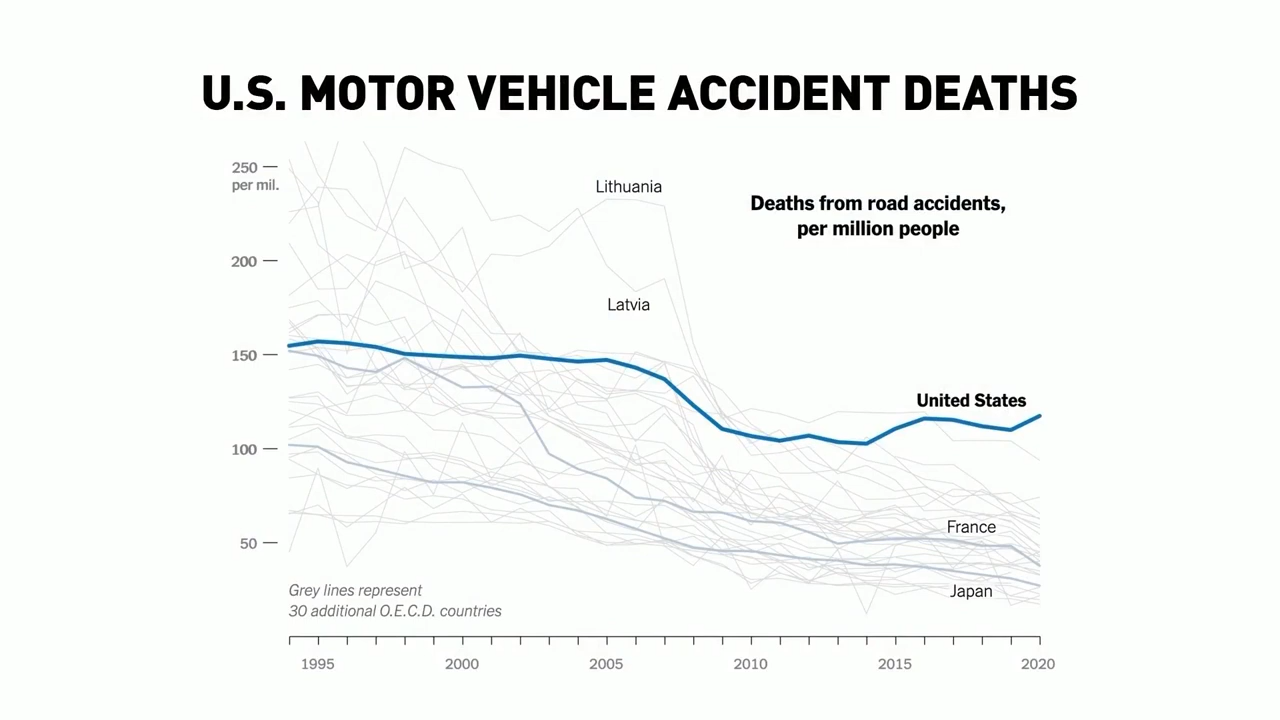 U.S. MOTOR VEHICLE ACCIDENT DEATHS
250
per mil.
Lithuania
Deaths from road accidents,
per million people
200
Latvia
150
United States
100
France
50
Grey lines represent
30 additional O.E.C.D. countries
Japan
1995 2000 2005 2010 2015 2020